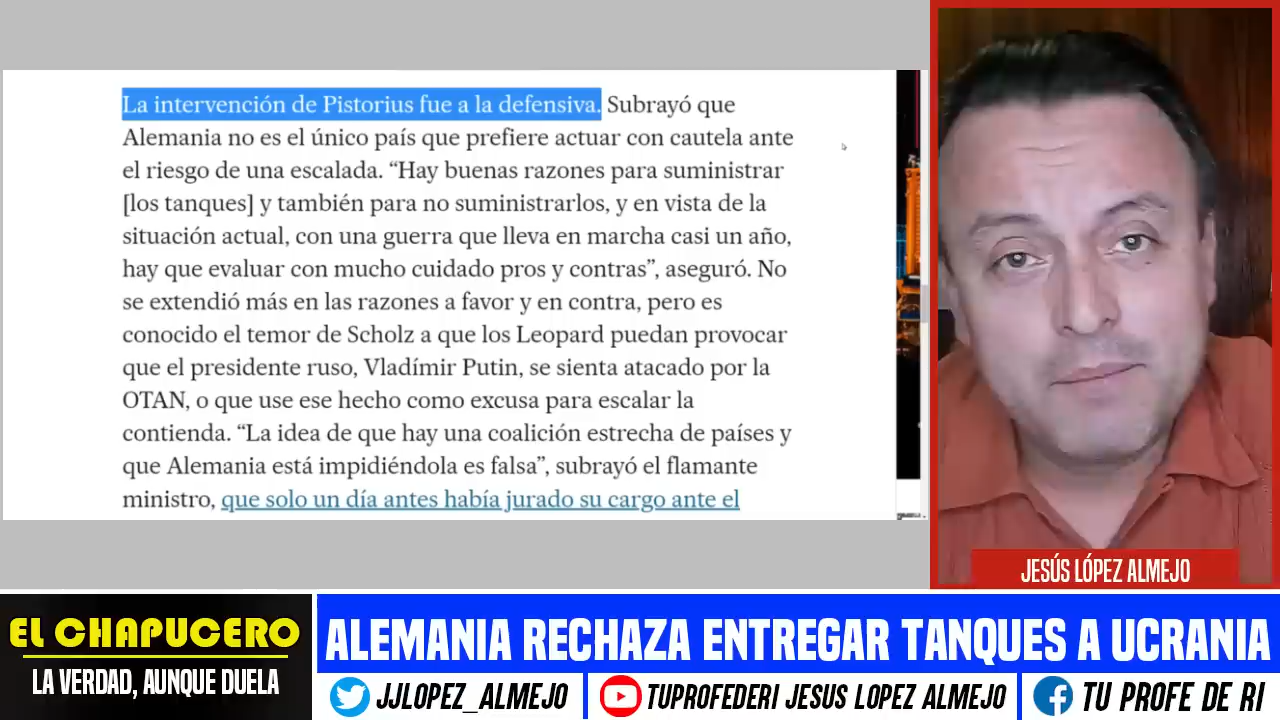 La intervención de Pistorius fue a la defensiva. Subrayó que
Alemania no es el único país que prefiere actuar con cautela ante
el riesgo de una escalada. “Hay buenas razones para suministrar
[los tanques] y también para no suministrarlos, y en vista de la
situación actual, con una guerra que lleva en marcha casi un año,
hay que evaluar con mucho cuidado pros y contras”, aseguró. No
se extendió más en las razones a favor y en contra, pero es
conocido el temor de Scholz a que los Leopard puedan provocar
que el presidente ruso, Vladímir Putin, se sienta atacado por la
OTAN, o que use ese hecho como excusa para escalar la
contienda. “La idea de que hay una coalición estrecha de países y
que Alemania está impidiéndola es falsa”, subrayó el flamante
ministro, que solo un día antes había jurado su cargo ante el
JESÚS LÓPEZ ALMEJO
EL CHAPUCERO
LA VERDAD, AUNQUE DUELA
ALEMANIA RECHAZA ENTREGAR TANQUES A UCRANIA
JJLOPEZ_ALMEJO
TUPROFEDERI JESUS LOPEZ ALMEJO
TU PROFE DE RI